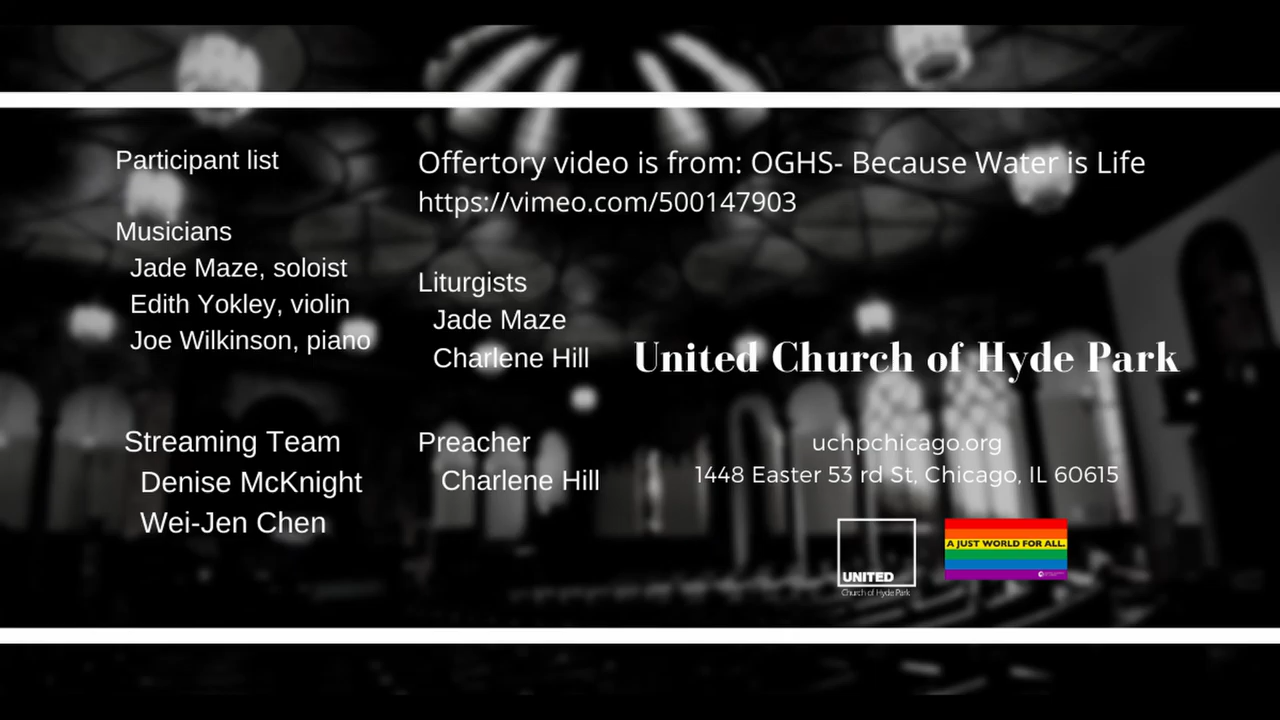 Participant list
Musicians
Jade Maze, soloist
Edith Yokley, violin
Joe Wilkinson, piano
Streaming Team
Denise McKnight
Wei-Jen Chen
Offertory video is from: OGHS- Because Water is Life
https://vimeo.com/500147903
Liturgists
Jade Maze
Charlene Hill
Preacher
Charlene Hill
United Church of Hyde Park
uchpchicago.org
1448 Easter 53 rd St, Chicago, IL 60615
UNITED
Church of Hyde Park
A JUST WORLD FOR ALL.